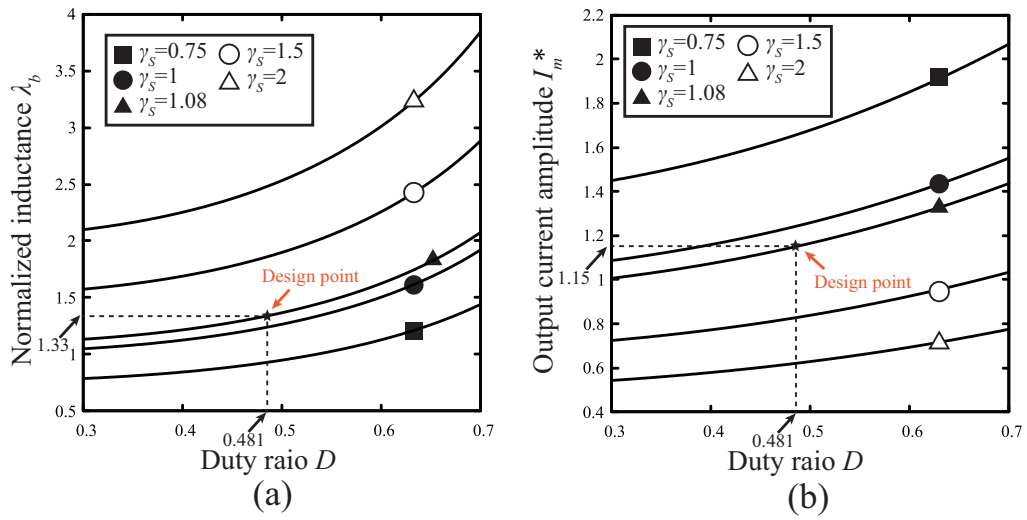 (a)
Normalized inductance λb
4
3.5
3
2.5
2
1.5
1
0.5
1.33
γS=0.75
γS=1.5
γS=1
γS=2
γS=1.08
Design point
0.3
0.4
0.5
0.6
0.7
0.481
Duty raio D
(a)
Output current amplitude Im*
2.2
2
1.8
1.6
1.4
1.2
1
0.8
0.6
0.4
1.15
γS=0.75
γS=1.5
γS=1
γS=2
γS=1.08
Design point
0.3
0.4
0.5
0.6
0.7
0.481
Duty raio D
(b)